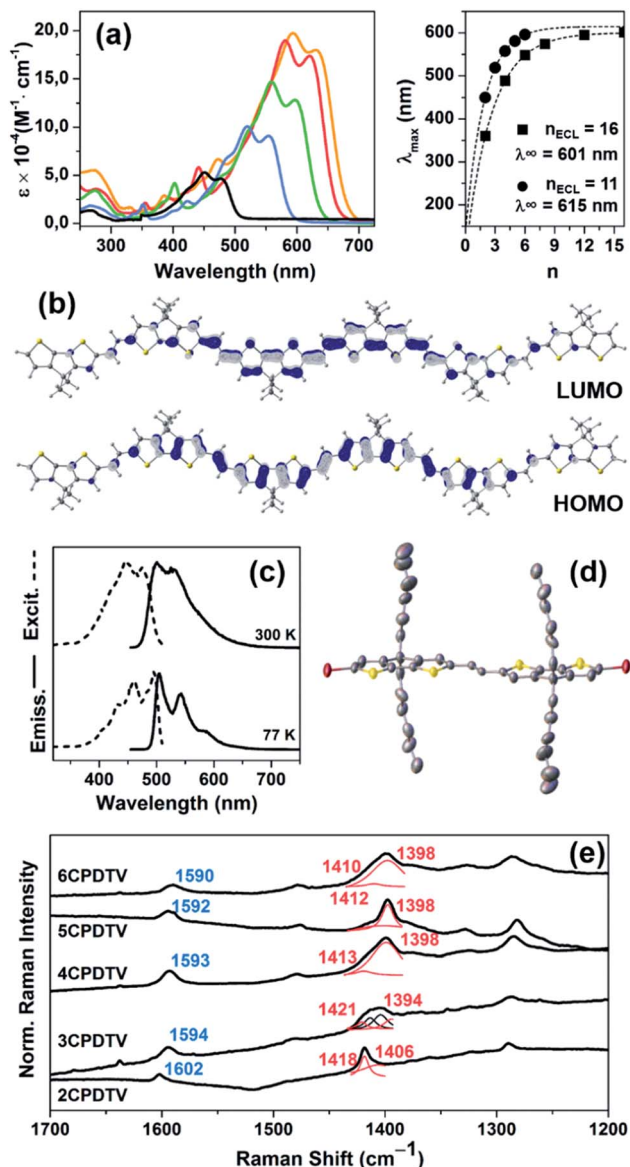 (a)
ε × 10⁻⁴(M⁻¹· cm⁻¹)
20,0
15,0
10,0
5,0
0,0
300 400 500 600 700
Wavelength (nm)
λmax (nm)
600
500
400
300
200
n_ECL = 16
λ∞ = 601 nm
n_ECL = 11
λ∞ = 615 nm
0 3 6 9 12 15
n
(b)
LUMO
HOMO
(c)
Emiss. Excit.
300 K
77 K
400 500 600 700
Wavelength (nm)
(d)
(e)
Norm. Raman Intensity
1590 1410 1398
6CPDTV
1592 1412 1398
5CPDTV
1593 1413 1398
4CPDTV
1594 1421 1394
3CPDTV
1602 1418 1406
2CPDTV
1700 1600 1500 1400 1300 1200
Raman Shift (cm⁻¹)